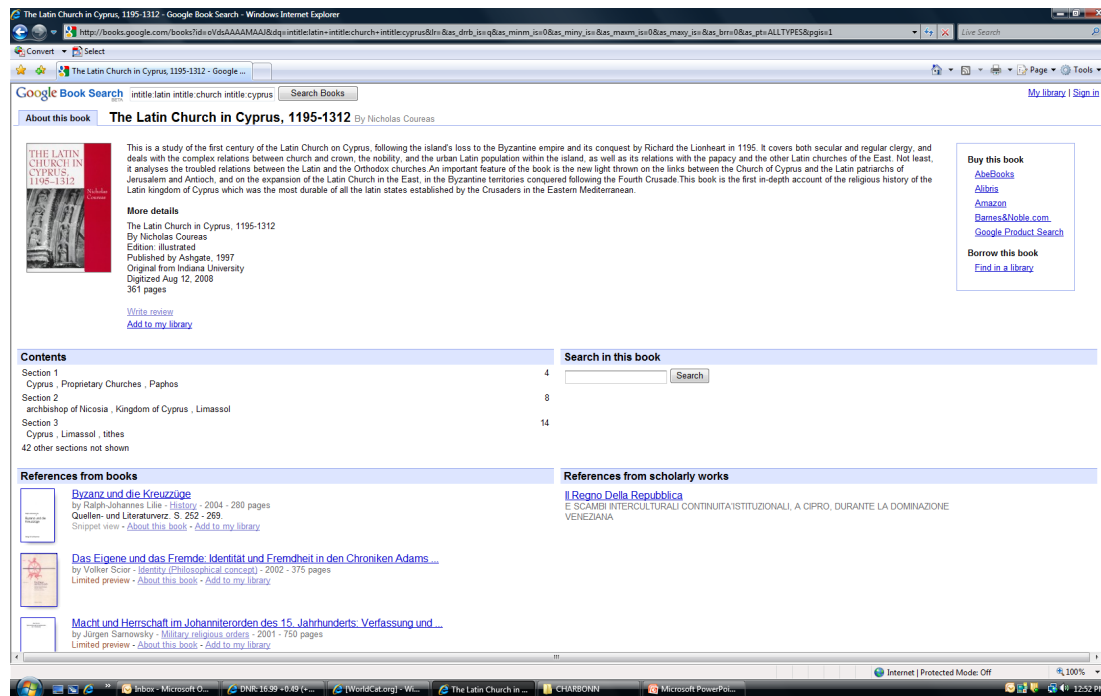 The Latin Church in Cyprus, 1195-1312 - Google Book Search - Windows Internet Explorer
http://books.google.com/books?id=oVdsAAAAMAAJ&dq=intitle:latin+intitle:church+intitle:cyprus&lr=&as_drrb_is=q&as_minm_is=0&as_miny_is=&as_maxm_is=0&as_maxy_is=&as_brr=0&as_pt=ALLTYPES&pgis=1
Live Search
Convert Select
The Latin Church in Cyprus, 1195-1312 - Google ...
Page Tools
Google Book Search BETA intitle:latin intitle:church intitle:cyprus Search Books
My library | Sign in
About this book The Latin Church in Cyprus, 1195-1312 By Nicholas Coureas
THE LATIN
CHURCH IN
CYPRUS,
1195–1312
Nicholas
Coureas
This is a study of the first century of the Latin Church on Cyprus, following the island's loss to the Byzantine empire and its conquest by Richard the Lionheart in 1195. It covers both secular and regular clergy, and
deals with the complex relations between church and crown, the nobility, and the urban Latin population within the island, as well as its relations with the papacy and the other Latin churches of the East. Not least,
it analyses the troubled relations between the Latin and the Orthodox churches.An important feature of the book is the new light thrown on the links between the Church of Cyprus and the Latin patriarchs of
Jerusalem and Antioch, and on the expansion of the Latin Church in the East, in the Byzantine territories conquered following the Fourth Crusade.This book is the first in-depth account of the religious history of the
Latin kingdom of Cyprus which was the most durable of all the latin states established by the Crusaders in the Eastern Mediterranean.
More details
The Latin Church in Cyprus, 1195-1312
By Nicholas Coureas
Edition: illustrated
Published by Ashgate, 1997
Original from Indiana University
Digitized Aug 12, 2008
361 pages
Write review
Add to my library
Buy this book
AbeBooks
Alibris
Amazon
Barnes&Noble.com
Google Product Search
Borrow this book
Find in a library
Contents
Section 1 4
Cyprus , Proprietary Churches , Paphos
Section 2 8
archbishop of Nicosia , Kingdom of Cyprus , Limassol
Section 3 14
Cyprus , Limassol , tithes
42 other sections not shown
Search in this book
Search
References from books
Byzanz und die Kreuzzüge
by Ralph-Johannes Lilie - History - 2004 - 280 pages
Quellen- und Literaturverz. S. 252 - 269.
Snippet view - About this book - Add to my library
Das Eigene und das Fremde: Identität und Fremdheit in den Chroniken Adams ...
by Volker Scior - Identity (Philosophical concept) - 2002 - 375 pages
Limited preview - About this book - Add to my library
Macht und Herrschaft im Johanniterorden des 15. Jahrhunderts: Verfassung und ...
by Jürgen Sarnowsky - Military religious orders - 2001 - 750 pages
Limited preview - About this book - Add to my library
References from scholarly works
Il Regno Della Repubblica
E SCAMBI INTERCULTURALI CONTINUITA'ISTITUZIONALI, A CIPRO, DURANTE LA DOMINAZIONE
VENEZIANA
Internet | Protected Mode: Off 100%
Inbox - Microsoft O... DNR: 16.99 +0.49 (+... [WorldCat.org] - Wi... The Latin Church in ... CHARBONN Microsoft PowerPoi... 12:52 PM